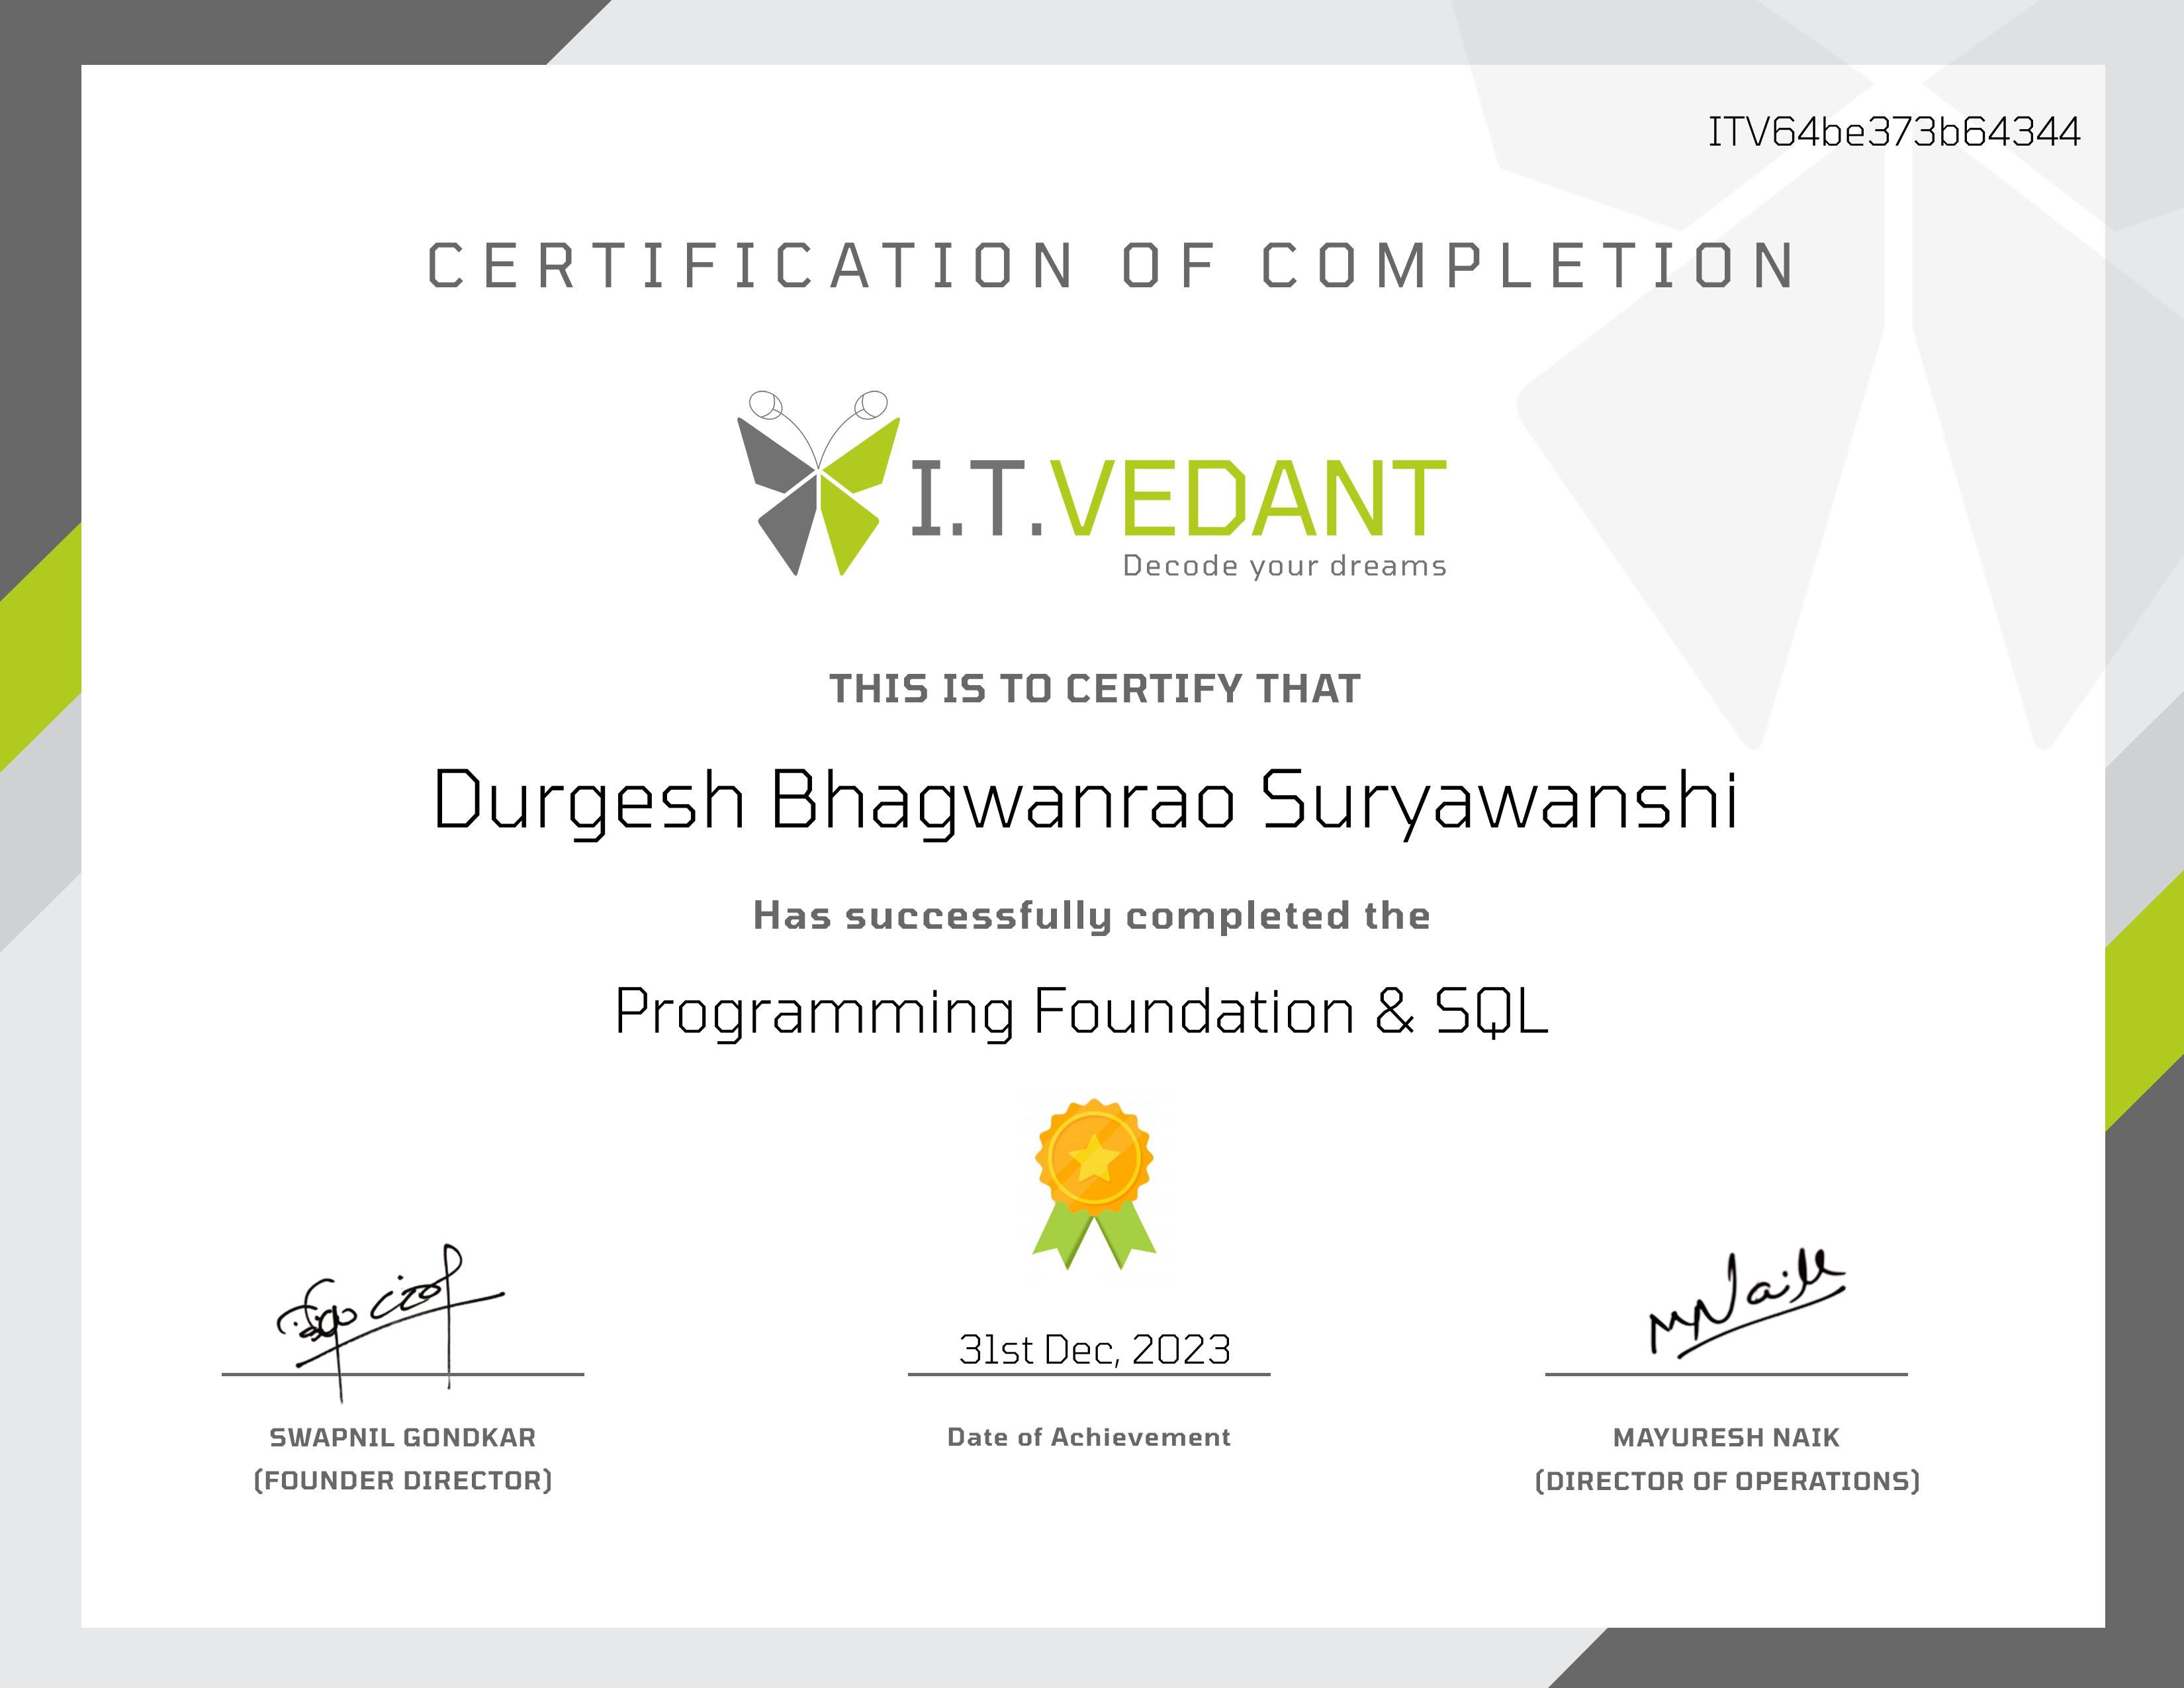 ITV64be373bb64344
CERTIFICATION OF COMPLETION
I.T.VEDANT
Decode your dreams
THIS IS TO CERTIFY THAT
Durgesh Bhagwanrao Suryawanshi
Has successfully completed the
Programming Foundation & SQL
31st Dec, 2023
SWAPNIL GONDKAR
(FOUNDER DIRECTOR)
Date of Achievement
MAYURESH NAIK
(DIRECTOR OF OPERATIONS)